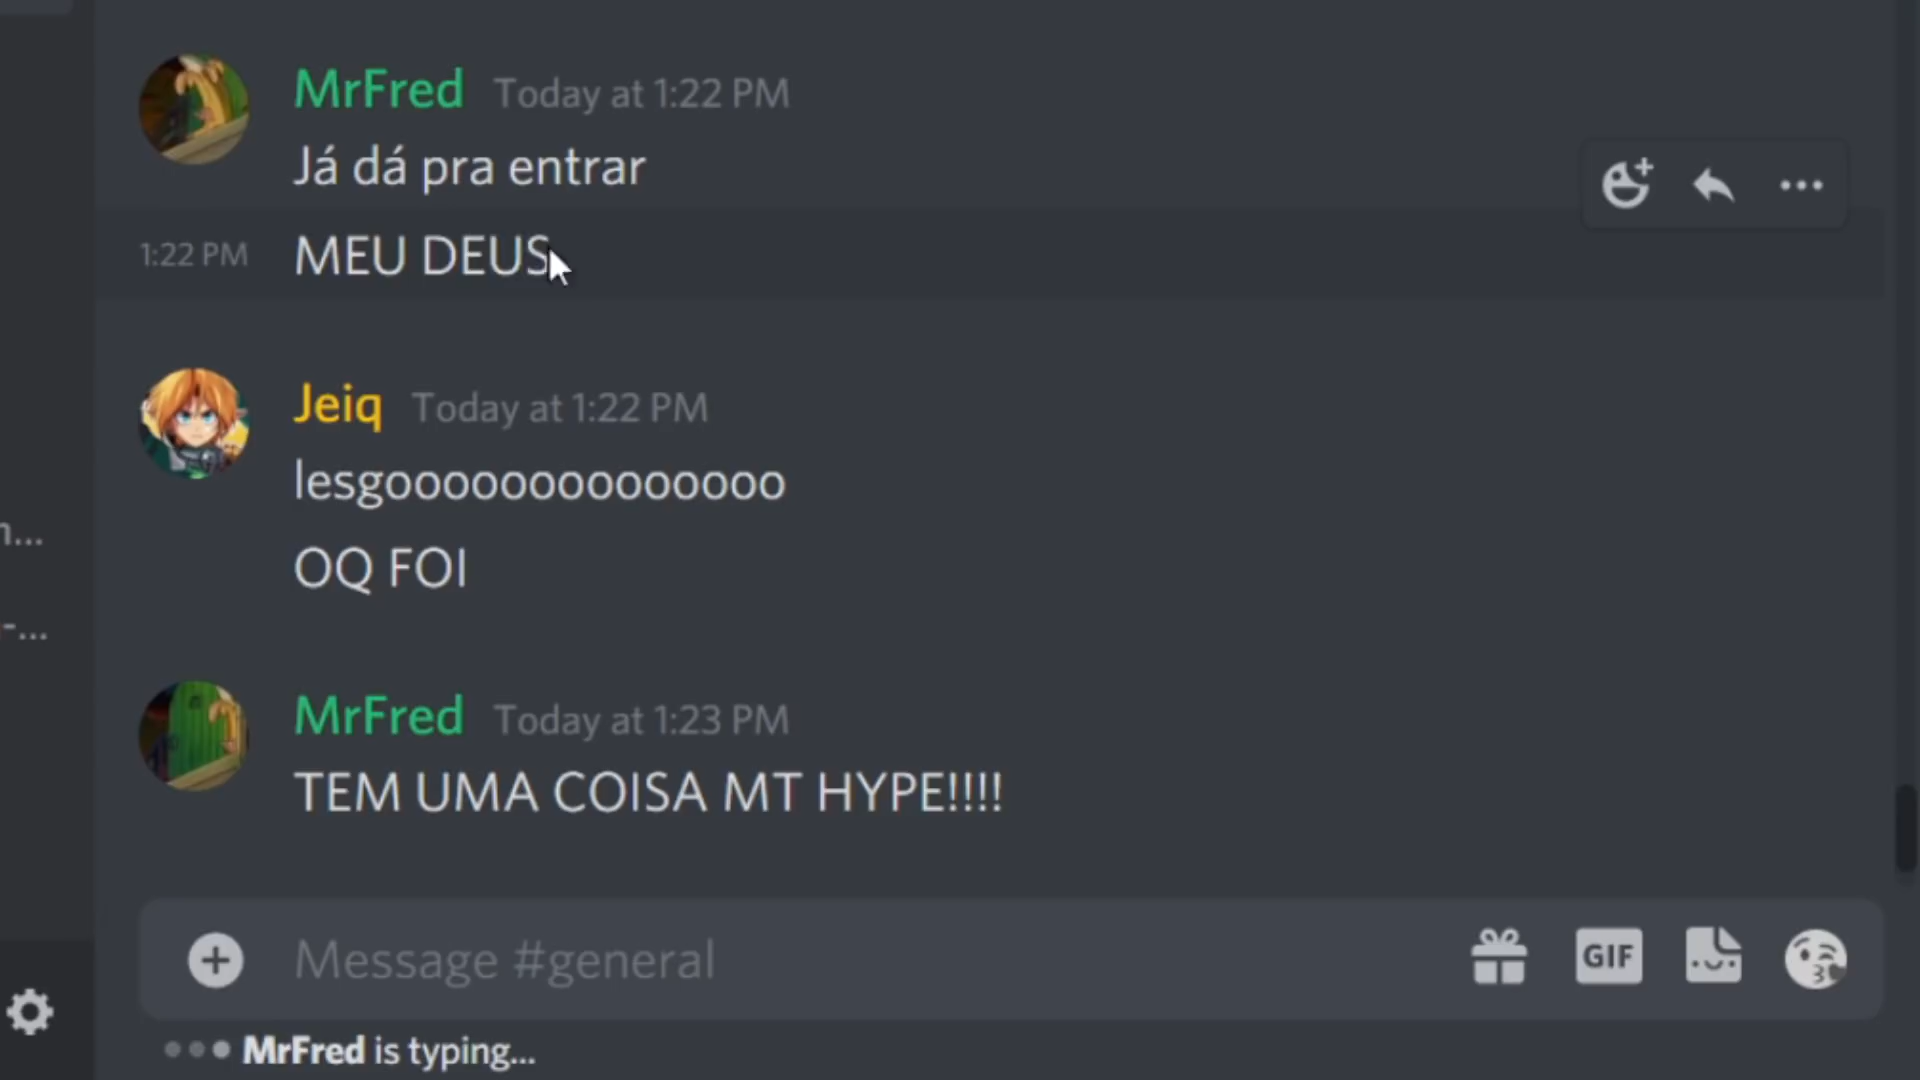 MrFred Today at 1:22 PM
Já dá pra entrar
1:22 PM MEU DEUS
Jeiq Today at 1:22 PM
lesgoooooooooooooo
OQ FOI
n...
-...
MrFred Today at 1:23 PM
TEM UMA COISA MT HYPE!!!!
Message #general
GIF
MrFred is typing...